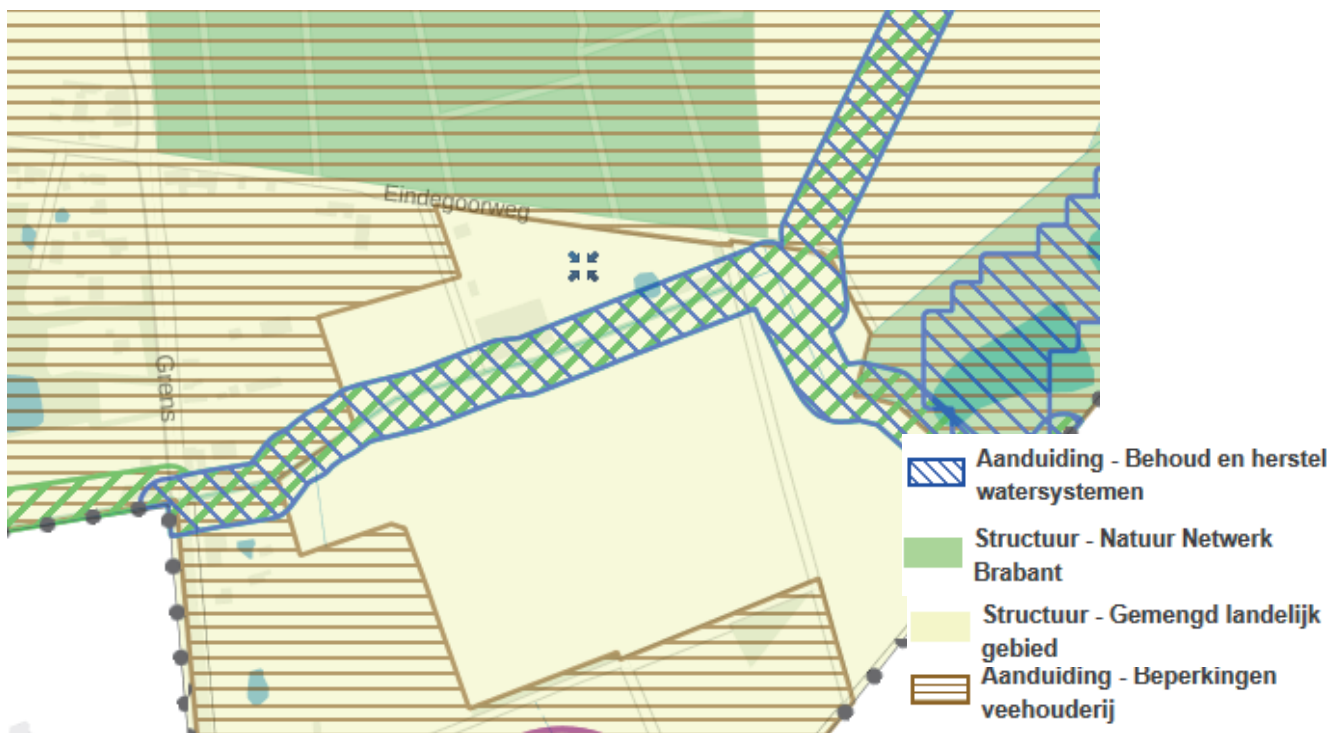 Eindegoorweg
Grens
Aanduiding - Behoud en herstel
watersystemen
Structuur - Natuur Netwerk
Brabant
Structuur - Gemengd landelijk
gebied
Aanduiding - Beperkingen
veehouderij